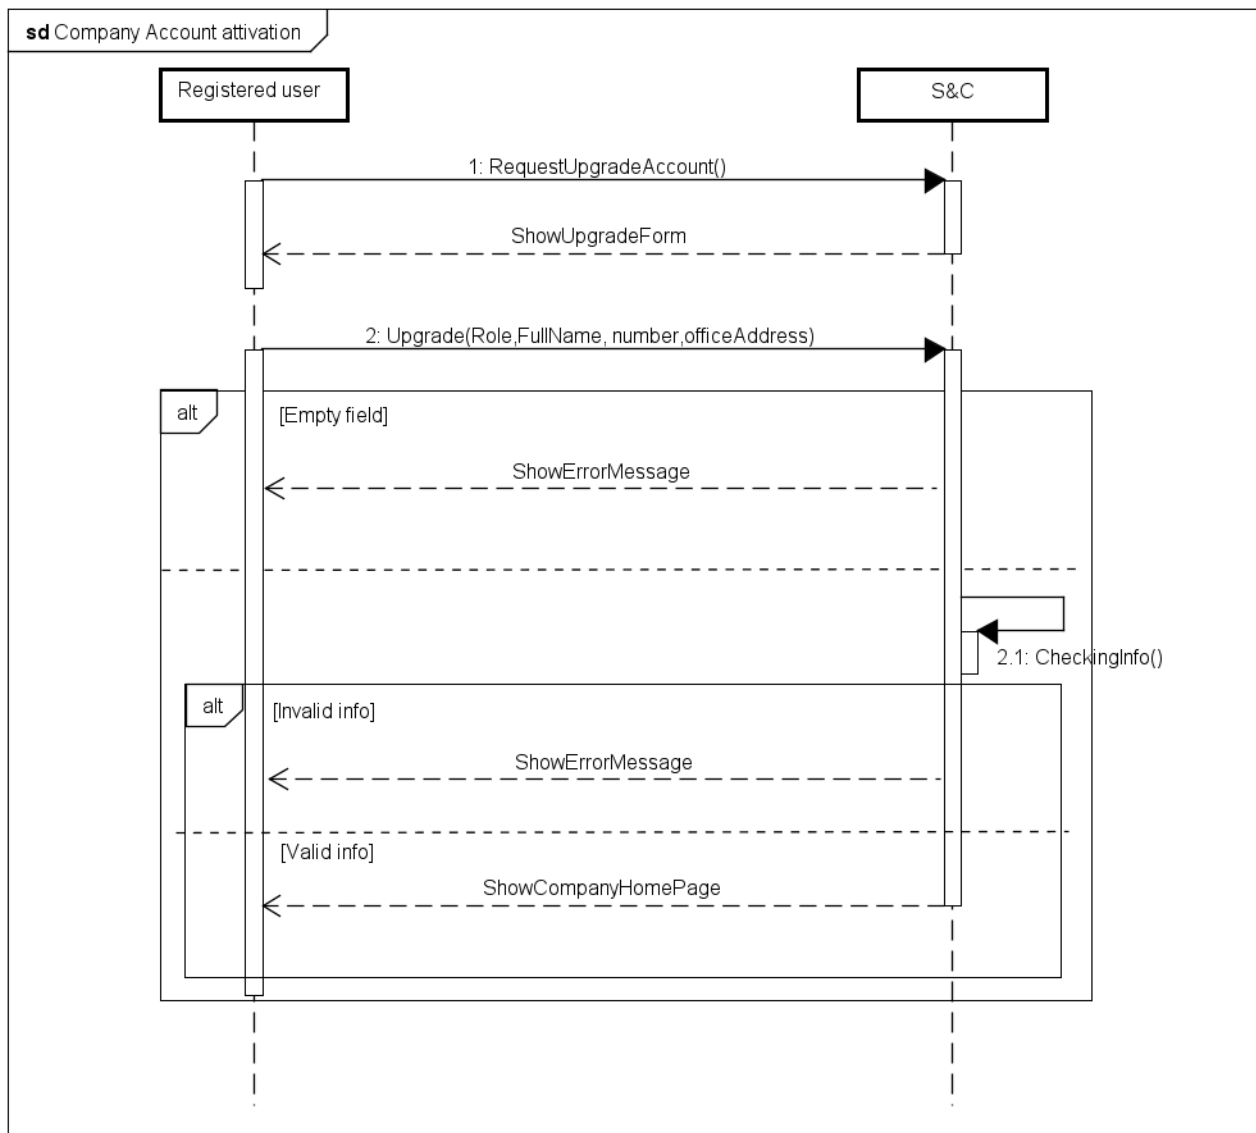 sd Company Account attivation
Registered user
S&C
1: RequestUpgradeAccount()
ShowUpgradeForm
2: Upgrade(Role,FullName, number,officeAddress)
alt
[Empty field]
ShowErrorMessage
2.1: CheckingInfo()
alt
[Invalid info]
ShowErrorMessage
[Valid info]
ShowCompanyHomePage